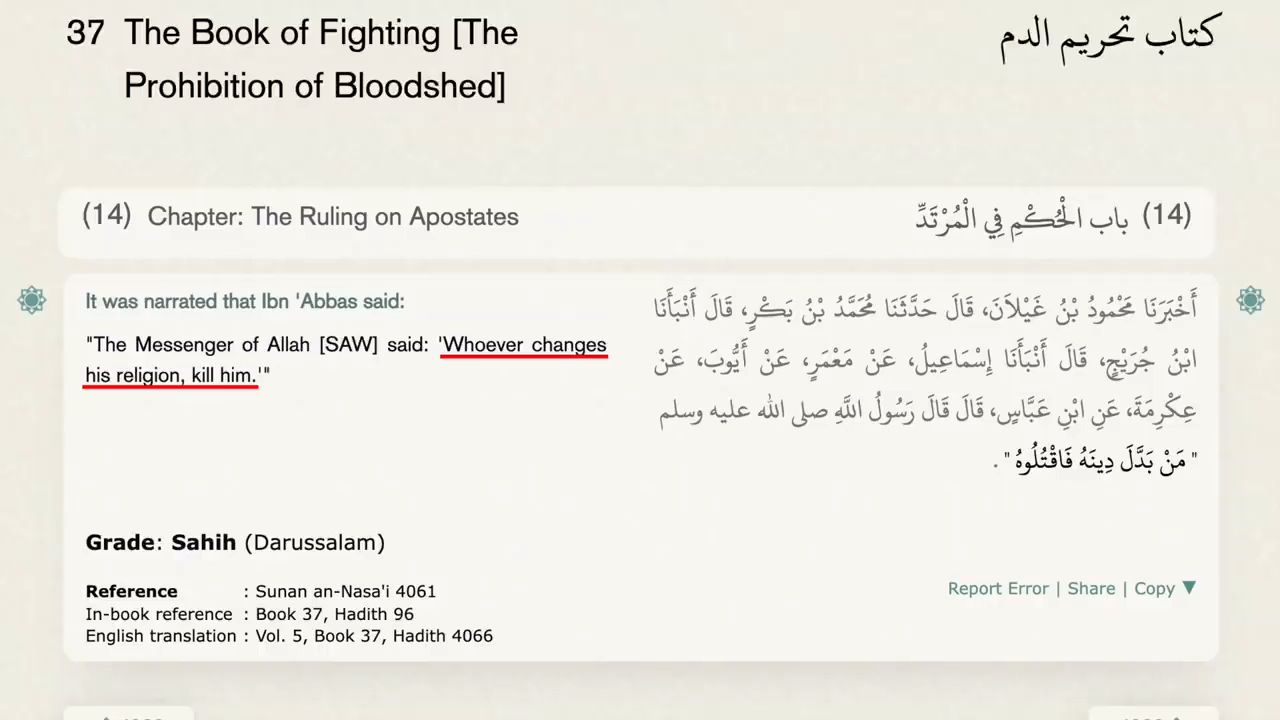 37 The Book of Fighting [The
Prohibition of Bloodshed]
كتاب تحريم الدم
(14) Chapter: The Ruling on Apostates
(14) باب الْحُكْمِ فِي الْمُرْتَدِّ
It was narrated that Ibn 'Abbas said:
"The Messenger of Allah [SAW] said: 'Whoever changes
his religion, kill him.'"
أَخْبَرَنَا مَحْمُودُ بْنُ غَيْلاَنَ، قَالَ حَدَّثَنَا مُحَمَّدُ بْنُ بَكْرٍ، قَالَ أَنْبَأَنَا
ابْنُ جُرَيْجٍ، قَالَ أَنْبَأَنَا إِسْمَاعِيلُ، عَنْ مَعْمَرٍ، عَنْ أَيُّوبَ، عَنْ
عِكْرِمَةَ، عَنِ ابْنِ عَبَّاسٍ، قَالَ قَالَ رَسُولُ اللَّهِ صلى الله عليه وسلم
" مَنْ بَدَّلَ دِينَهُ فَاقْتُلُوهُ " .
Grade: Sahih (Darussalam)
Reference : Sunan an-Nasa'i 4061
In-book reference : Book 37, Hadith 96
English translation : Vol. 5, Book 37, Hadith 4066
Report Error | Share | Copy ▼